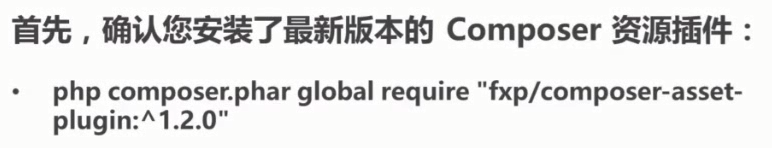 首先，确认您安装了最新版本的 Composer 资源插件：
• php composer.phar global require "fxp/composer-asset-
plugin:^1.2.0"